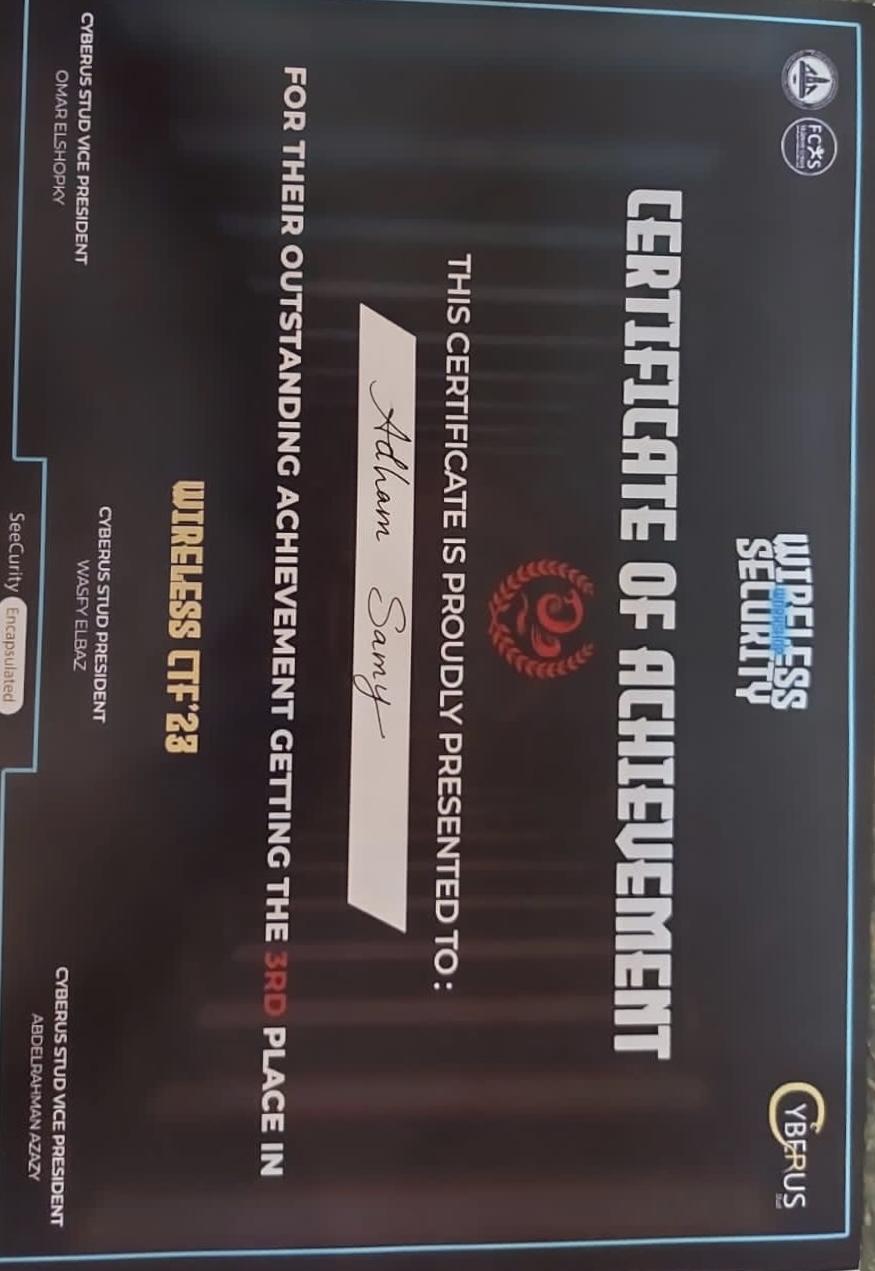 FCIS
WIRELESS
WORKSHOP
SECURITY
CYBERUS
Stud
CERTIFICATE OF ACHIEVEMENT
THIS CERTIFICATE IS PROUDLY PRESENTED TO :
Adham Samy
FOR THEIR OUTSTANDING ACHIEVEMENT GETTING THE 3RD PLACE IN
WIRELESS CTF'23
CYBERUS STUD VICE PRESIDENT
OMAR ELSHOPKY
CYBERUS STUD PRESIDENT
WASFY ELBAZ
CYBERUS STUD VICE PRESIDENT
ABDELRAHMAN AZAZY
SeeCurity Encapsulated